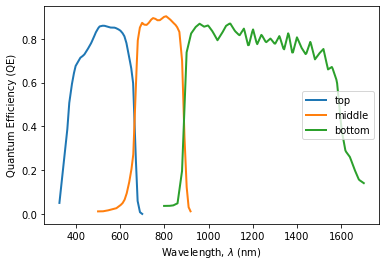 Quantum Efficiency (QE)
0.8
0.6
0.4
0.2
0.0
top
middle
bottom
400 600 800 1000 1200 1400 1600
Wavelength, λ (nm)